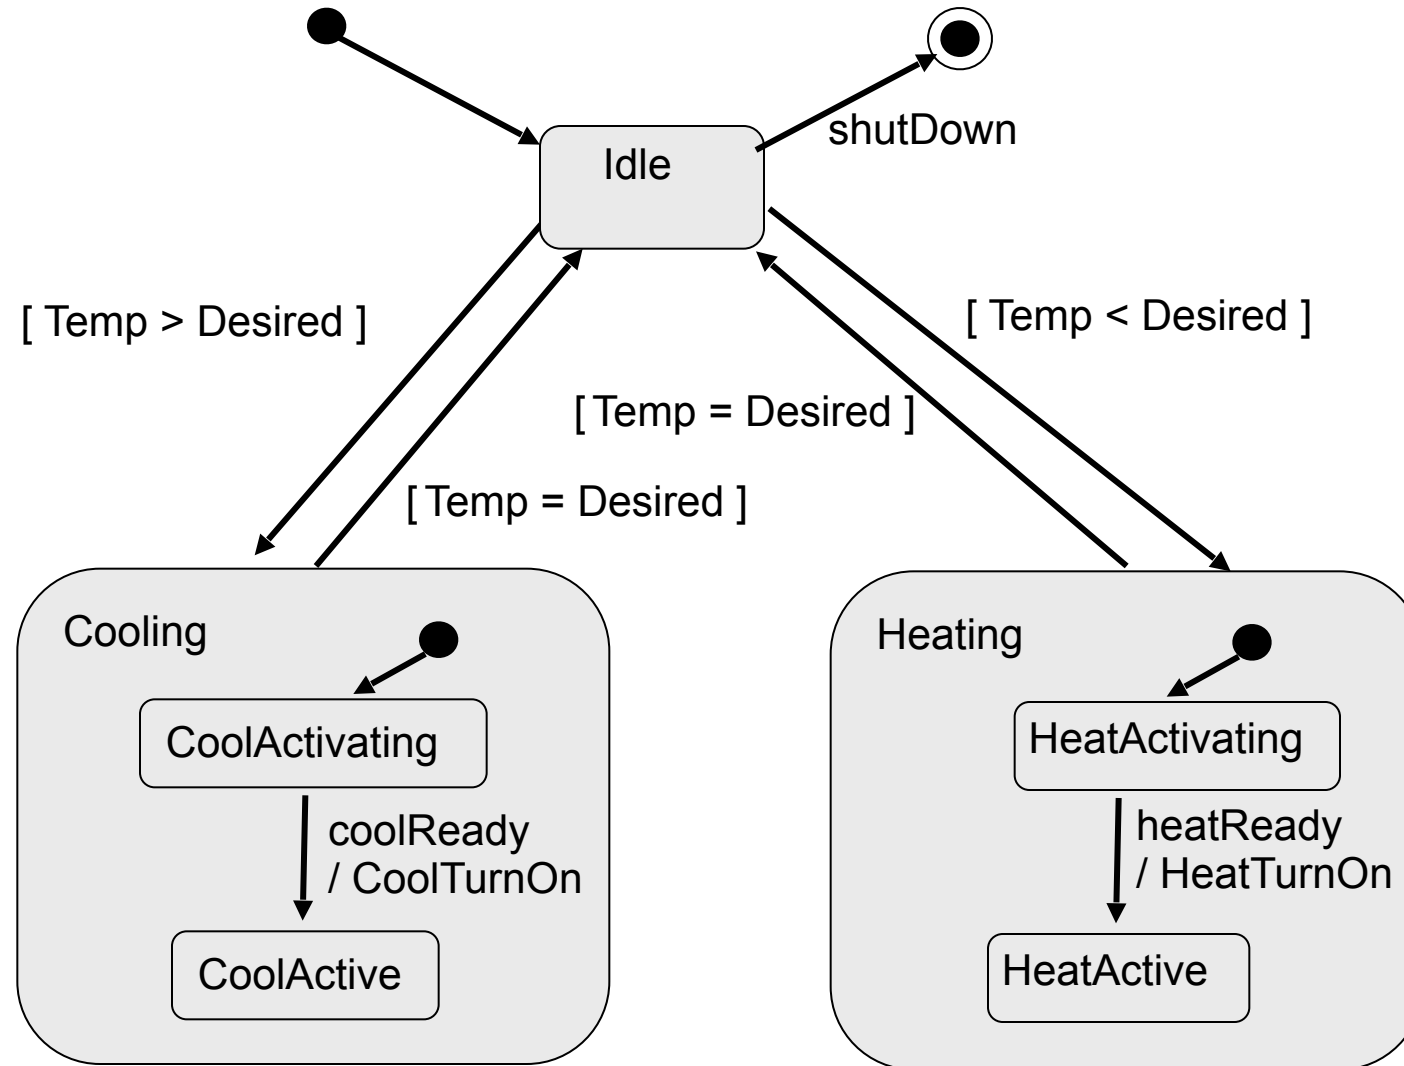 shutDown
Idle
[ Temp > Desired ]
[ Temp < Desired ]
[ Temp = Desired ]
[ Temp = Desired ]
Cooling
CoolActivating
coolReady
/ CoolTurnOn
CoolActive
Heating
HeatActivating
heatReady
/ HeatTurnOn
HeatActive